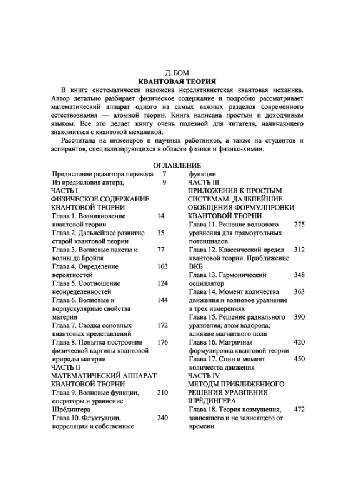 Д. БОМ
КВАНТОВАЯ ТЕОРИЯ
В книге систематически изложена нерелятивистская квантовая механика.
Автор детально разбирает физическое содержание и подробно рассматривает
математический аппарат одного из самых важных разделов современного
естествознания — атомной теории. Книга написана простым и доходчивым
языком. Все это делает книгу очень полезной для читателя, начинающего
знакомиться с квантовой механикой.
Рассчитана на инженеров и научных работников, а также на студентов и
аспирантов, специализирующихся в области физики и физико-химии.
ОГЛАВЛЕНИЕ
Предисловие редактора перевода 7
Из предисловия автора, 9
ЧАСТЬ I
ФИЗИЧЕСКОЕ СОДЕРЖАНИЕ
КВАНТОВОЙ ТЕОРИИ
Глава 1. Возникновение 14
квантовой теории
Глава 2. Дальнейшее развитие 35
старой квантовой теории
Глава 3. Волновые пакеты и 77
волны де Бройля
Глава 4. Определение 103
вероятностей
Глава 5. Соотношение 124
неопределенностей
Глава 6. Волновые и 144
корпускулярные свойства
материи
Глава 7. Сводка основных 172
квантовых представлений
Глава 8. Попытка построения 176
физической картины квантовой
природы материи
ЧАСТЬ II
МАТЕМАТИЧЕСКИЙ АППАРАТ
КВАНТОВОЙ ТЕОРИИ
Глава 9. Волновые функции, 210
операторы и уравнение
Шрёдингера
Глава 10. Флуктуации, 240
корреляции и собственные
функции
ЧАСТЬ III
ПРИЛОЖЕНИЯ К ПРОСТЫМ
СИСТЕМАМ. ДАЛЬНЕЙШИЕ
ОБОБЩЕНИЯ ФОРМУЛИРОВКИ
КВАНТОВОЙ ТЕОРИИ
Глава 11. Решение волнового 275
уравнения для прямоугольных
потенциалов
Глава 12. Классический предел 312
квантовой теории. Приближение
ВКБ
Глава 13. Гармонический 348
осциллятор
Глава 14. Момент количества 363
движения и волновое уравнение
в трех измерениях
Глава 15. Решение радиального 390
уравнения; атом водорода;
влияние магнитного поля
Глава 16. Матричная 420
формулировка квантовой теории
Глава 17. Спин и момент 450
количества движения
ЧАСТЬ IV
МЕТОДЫ ПРИБЛИЖЕННОГО
РЕШЕНИЯ УРАВНЕНИЯ
ШРЁДИНГЕРА
Глава 18. Теория возмущения, 472
зависящего и не зависящего от
времени